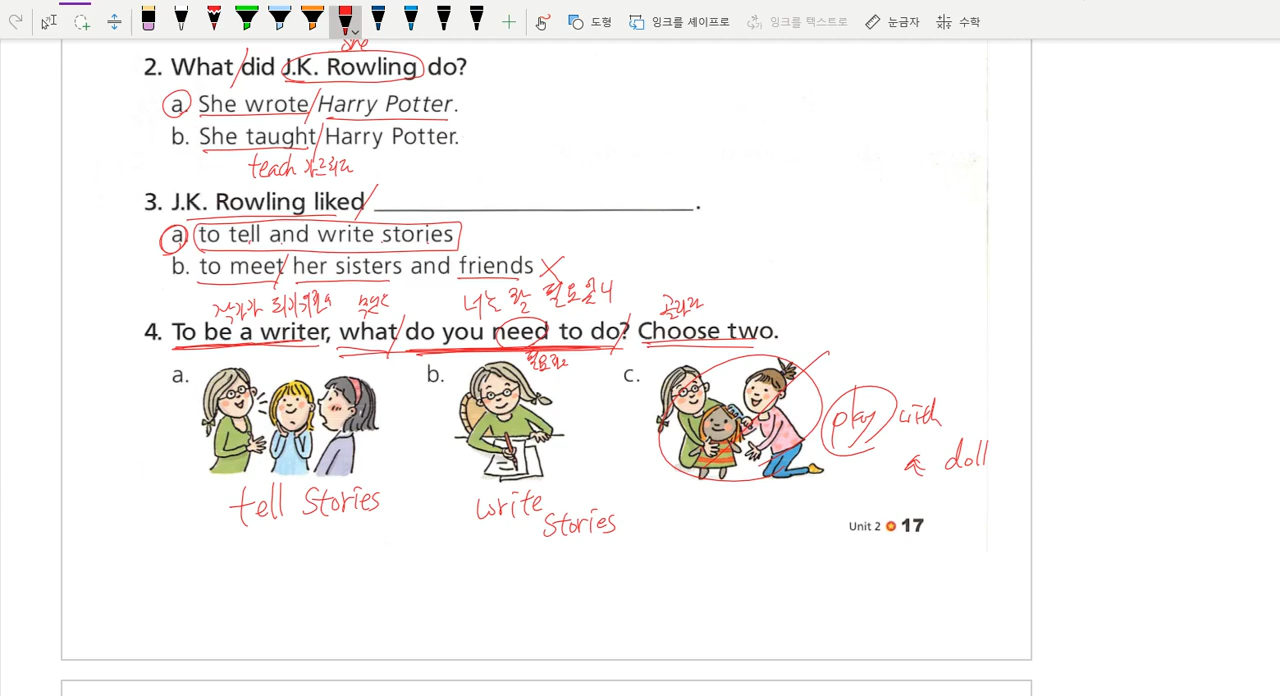 도형 잉크를 셰이프로 잉크를 텍스트로 눈금자 수학
she
2. What did J.K. Rowling do?
a. She wrote Harry Potter.
b. She taught Harry Potter.
teach 가르치다
3. J.K. Rowling liked ______________________________.
a. to tell and write stories
b. to meet her sisters and friends X
작가가 되기위해서 무엇을 너는 할 필요있니 골라라
4. To be a writer, what do you need to do? Choose two.
필요하다
a. b. c.
play with
a doll
tell Stories
write
Stories
Unit 2 17